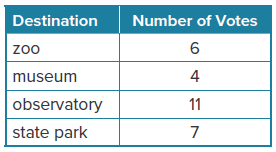 Destination Number of Votes
zoo 6
museum 4
observatory 11
state park 7